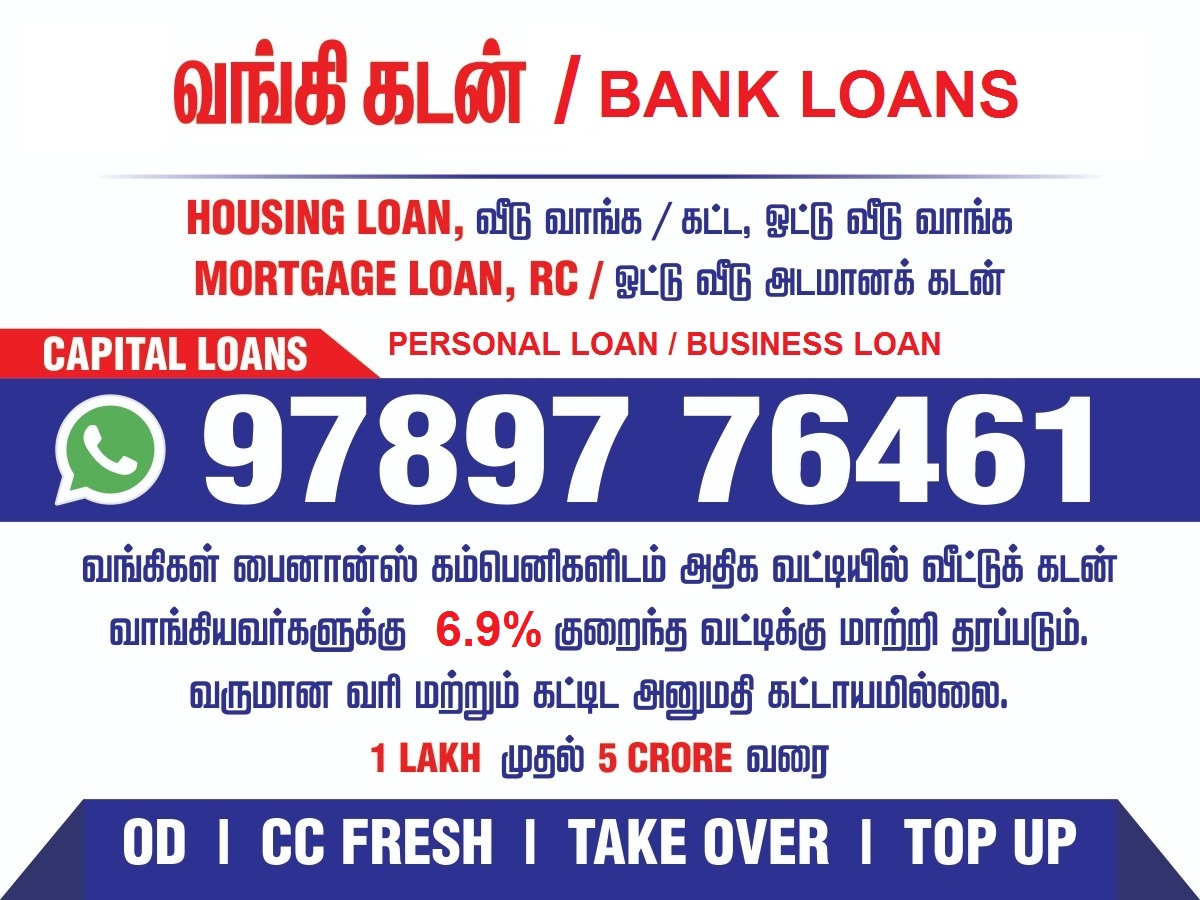 வங்கி கடன் / BANK LOANS
HOUSING LOAN, வீடு வாங்க / கட்ட, ஓட்டு வீடு வாங்க
MORTGAGE LOAN, RC / ஓட்டு வீடு அடமானக் கடன்
CAPITAL LOANS
PERSONAL LOAN / BUSINESS LOAN
97897 76461
வங்கிகள் பைனான்ஸ் கம்பெனிகளிடம் அதிக வட்டியில் வீட்டுக் கடன்
வாங்கியவர்களுக்கு 6.9% குறைந்த வட்டிக்கு மாற்றி தரப்படும்.
வருமான வரி மற்றும் கட்டிட அனுமதி கட்டாயமில்லை.
1 LAKH முதல் 5 CRORE வரை
OD | CC FRESH | TAKE OVER | TOP UP